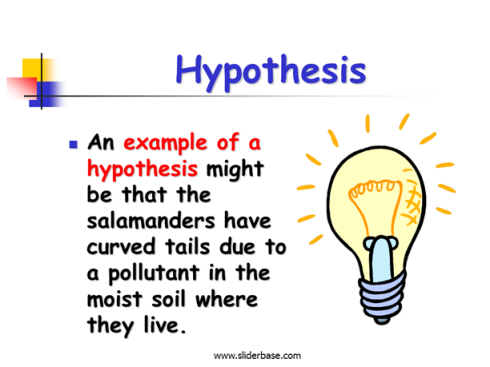 Hypothesis
An example of a
hypothesis might
be that the
salamanders have
curved tails due to
a pollutant in the
moist soil where
they live.
www.sliderbase.com